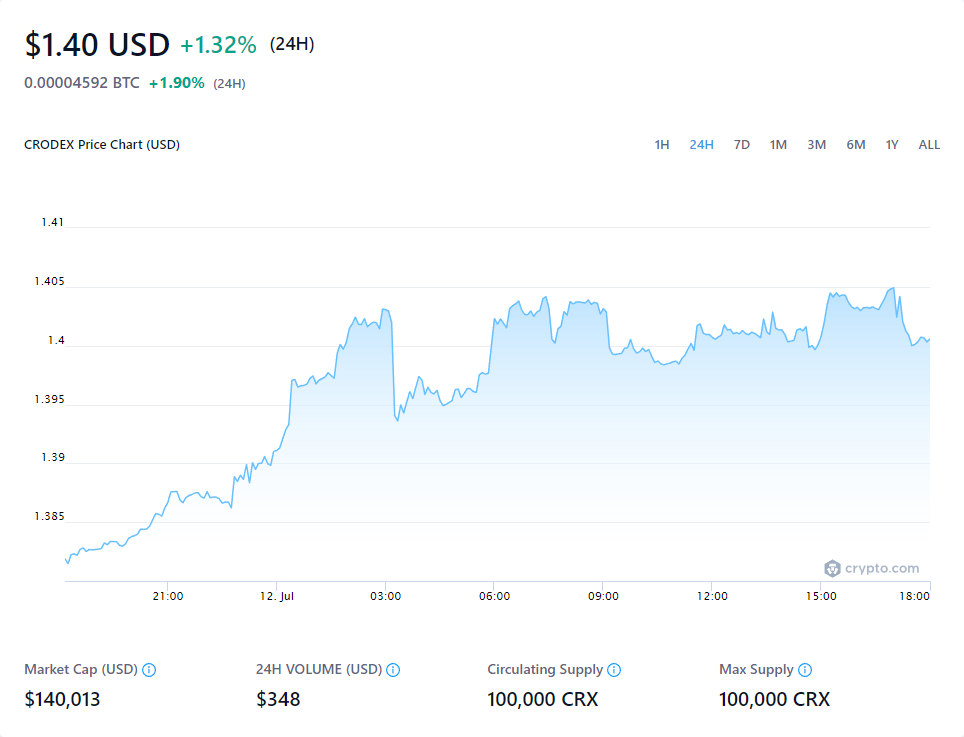 $1.40 USD +1.32% (24H)
0.00004592 BTC +1.90% (24H)
CRODEX Price Chart (USD) 1H 24H 7D 1M 3M 6M 1Y ALL
1.41
1.405
1.4
1.395
1.39
1.385
crypto.com
21:00 12. Jul 03:00 06:00 09:00 12:00 15:00 18:00
Market Cap (USD) 24H VOLUME (USD) Circulating Supply Max Supply
$140,013 $348 100,000 CRX 100,000 CRX